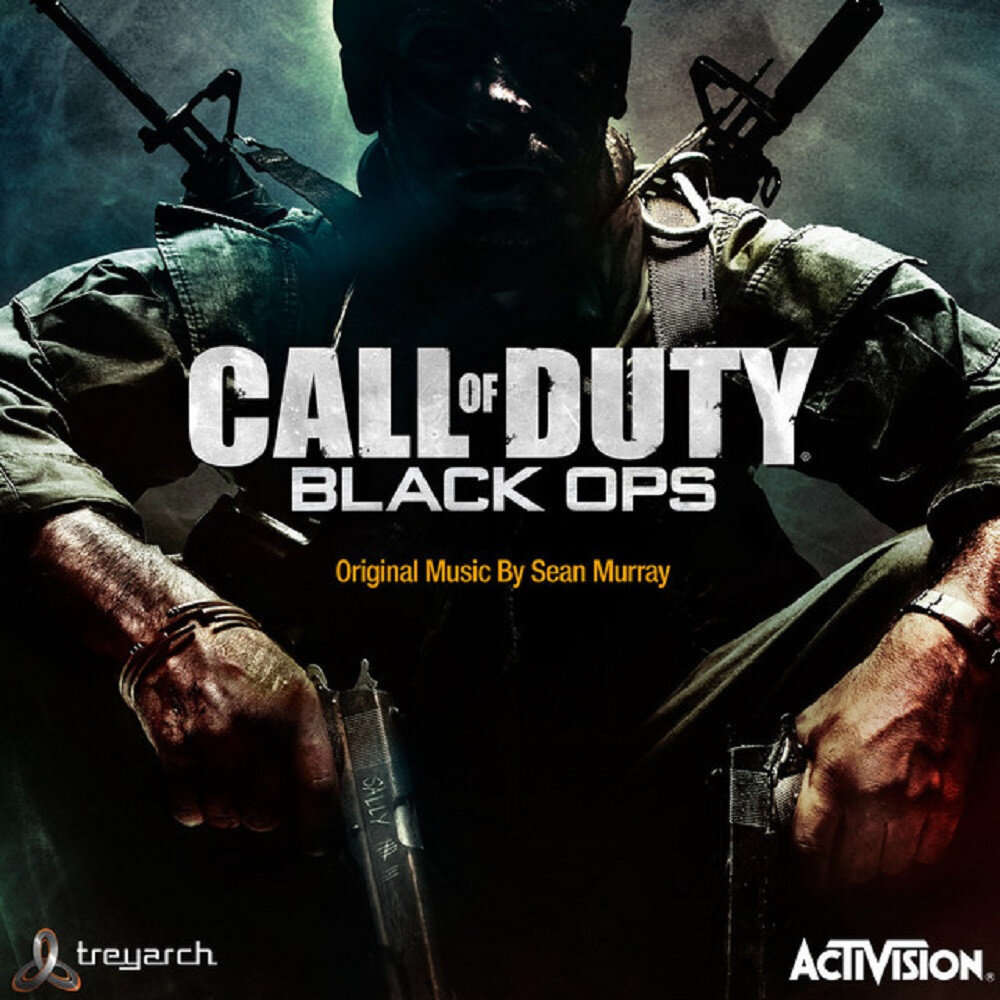 CALL OF DUTY®
BLACK OPS
Original Music By Sean Murray
SALLY
treyarch
ACTIVISION®